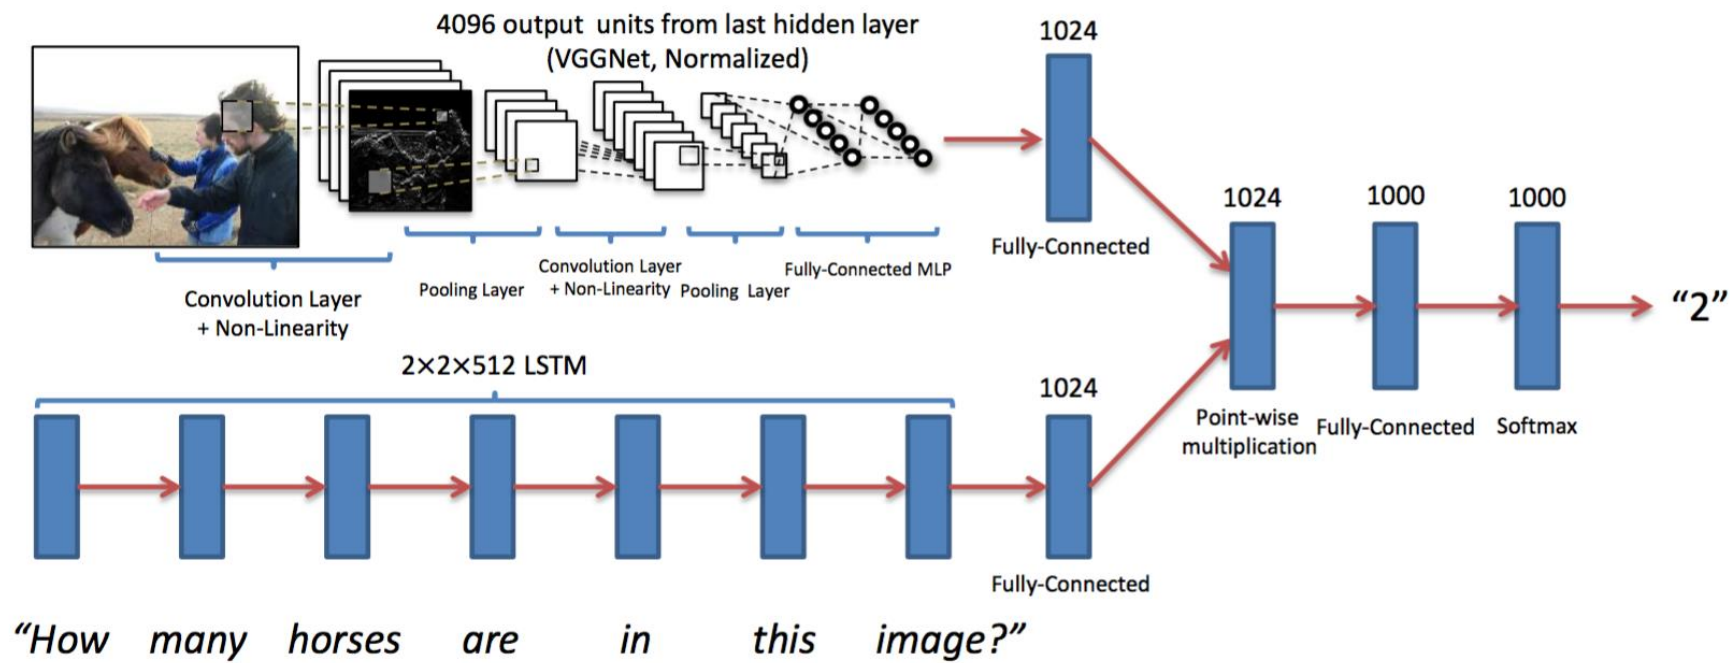 4096 output units from last hidden layer
(VGGNet, Normalized)
1024
Fully-Connected
Convolution Layer
+ Non-Linearity
Pooling Layer
Convolution Layer
+ Non-Linearity
Pooling Layer
Fully-Connected MLP
2×2×512 LSTM
1024
Fully-Connected
1024
Point-wise
multiplication
1000
Fully-Connected
1000
Softmax
“2”
“How many horses are in this image?”